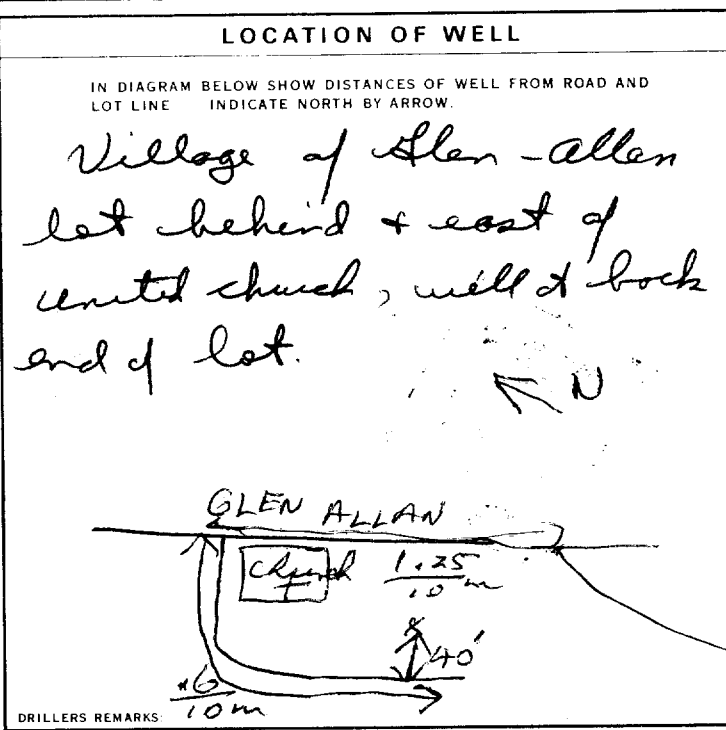 LOCATION OF WELL
IN DIAGRAM BELOW SHOW DISTANCES OF WELL FROM ROAD AND
LOT LINE INDICATE NORTH BY ARROW.
Village of Glen-allan
lot behind + east of
united church, well at back
end of lot.
N
GLEN ALLAN
Church 1.25
10 m
40'
.6
10 m
DRILLERS REMARKS: